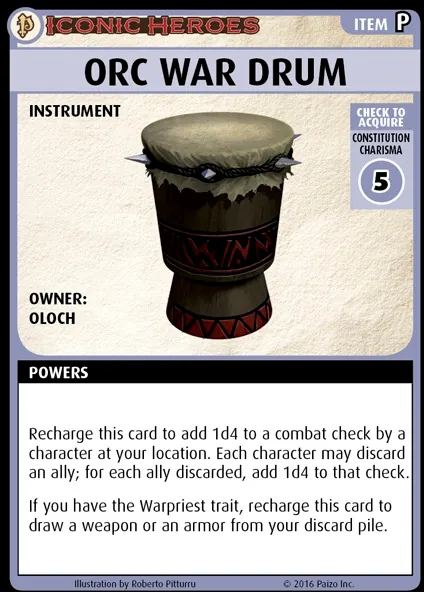 ICONIC HEROES
ITEM P
ORC WAR DRUM
INSTRUMENT
CHECK TO
ACQUIRE
CONSTITUTION
CHARISMA
5
OWNER:
OLOCH
POWERS
Recharge this card to add 1d4 to a combat check by a
character at your location. Each character may discard
an ally; for each ally discarded, add 1d4 to that check.
If you have the Warpriest trait, recharge this card to
draw a weapon or an armor from your discard pile.
Illustration by Roberto Pitturru
© 2016 Paizo Inc.